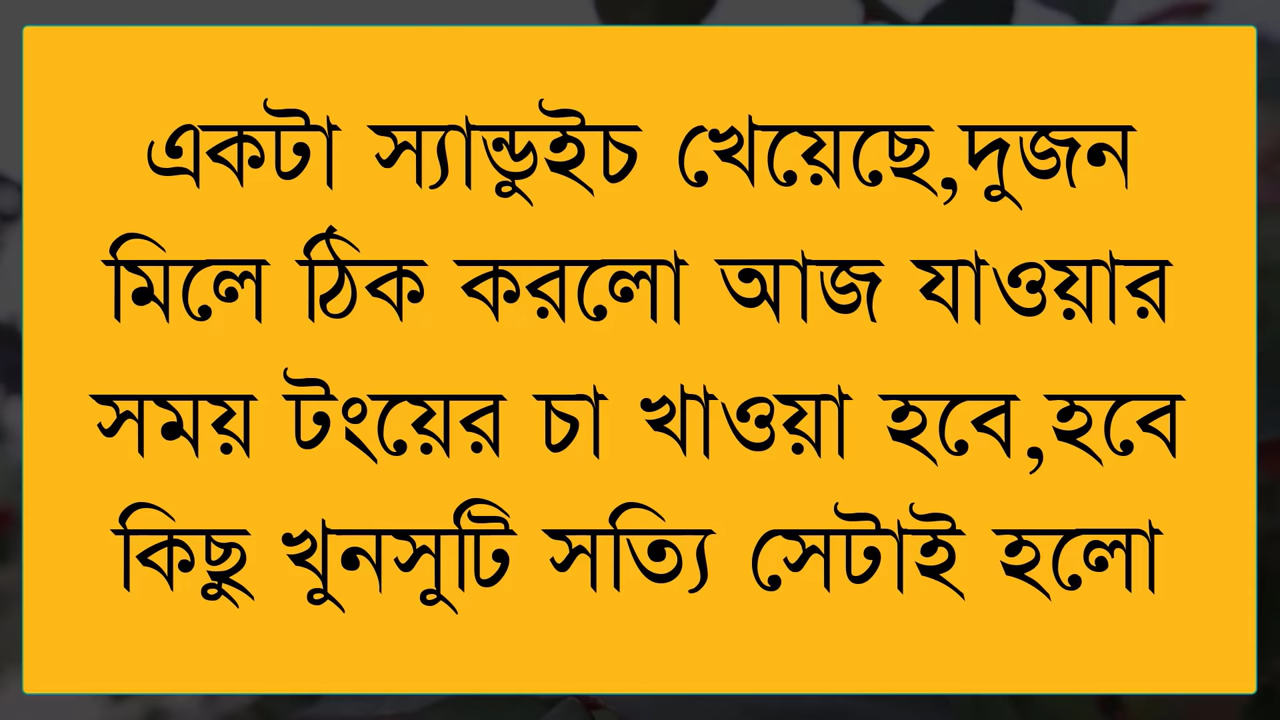 একটা স্যান্ডুইচ খেয়েছে,দুজন
মিলে ঠিক করলো আজ যাওয়ার
সময় টংয়ের চা খাওয়া হবে,হবে
কিছু খুনসুটি সত্যি সেটাই হলো